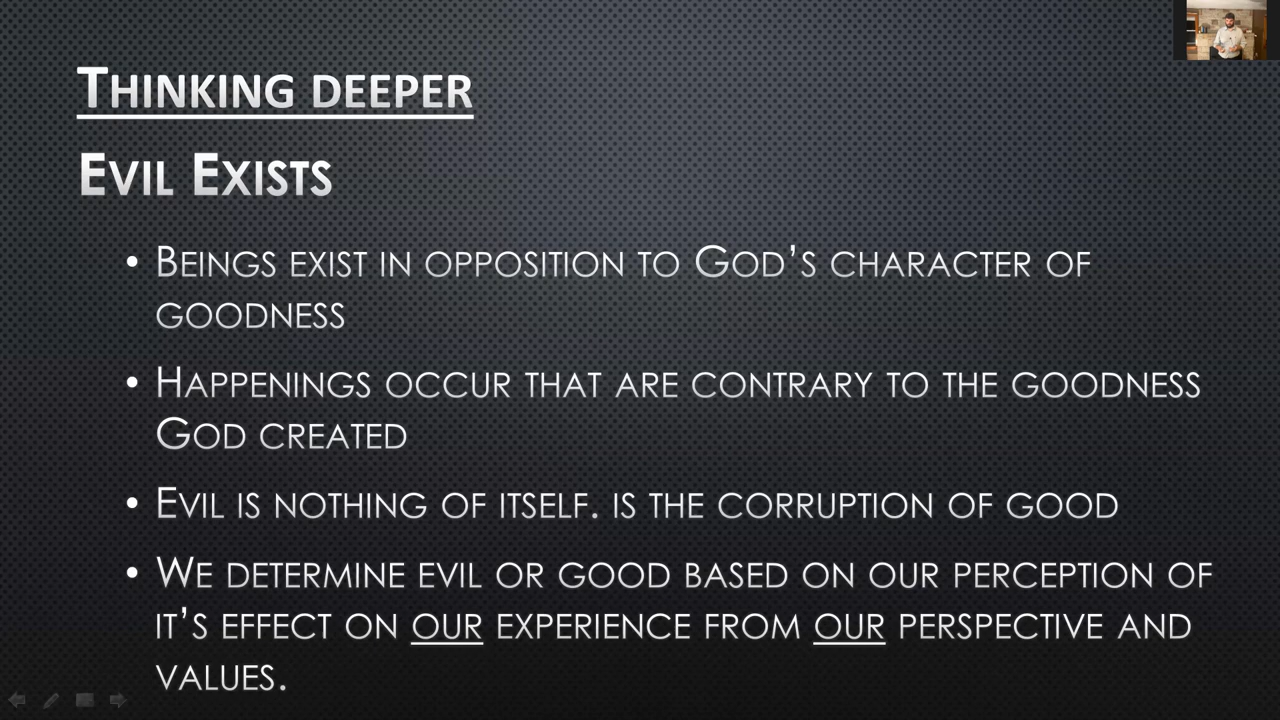 Thinking deeper
Evil Exists
• Beings exist in opposition to God's character of
goodness
• Happenings occur that are contrary to the goodness
God created
• Evil is nothing of itself. is the corruption of good
• We determine evil or good based on our perception of
it's effect on our experience from our perspective and
values.